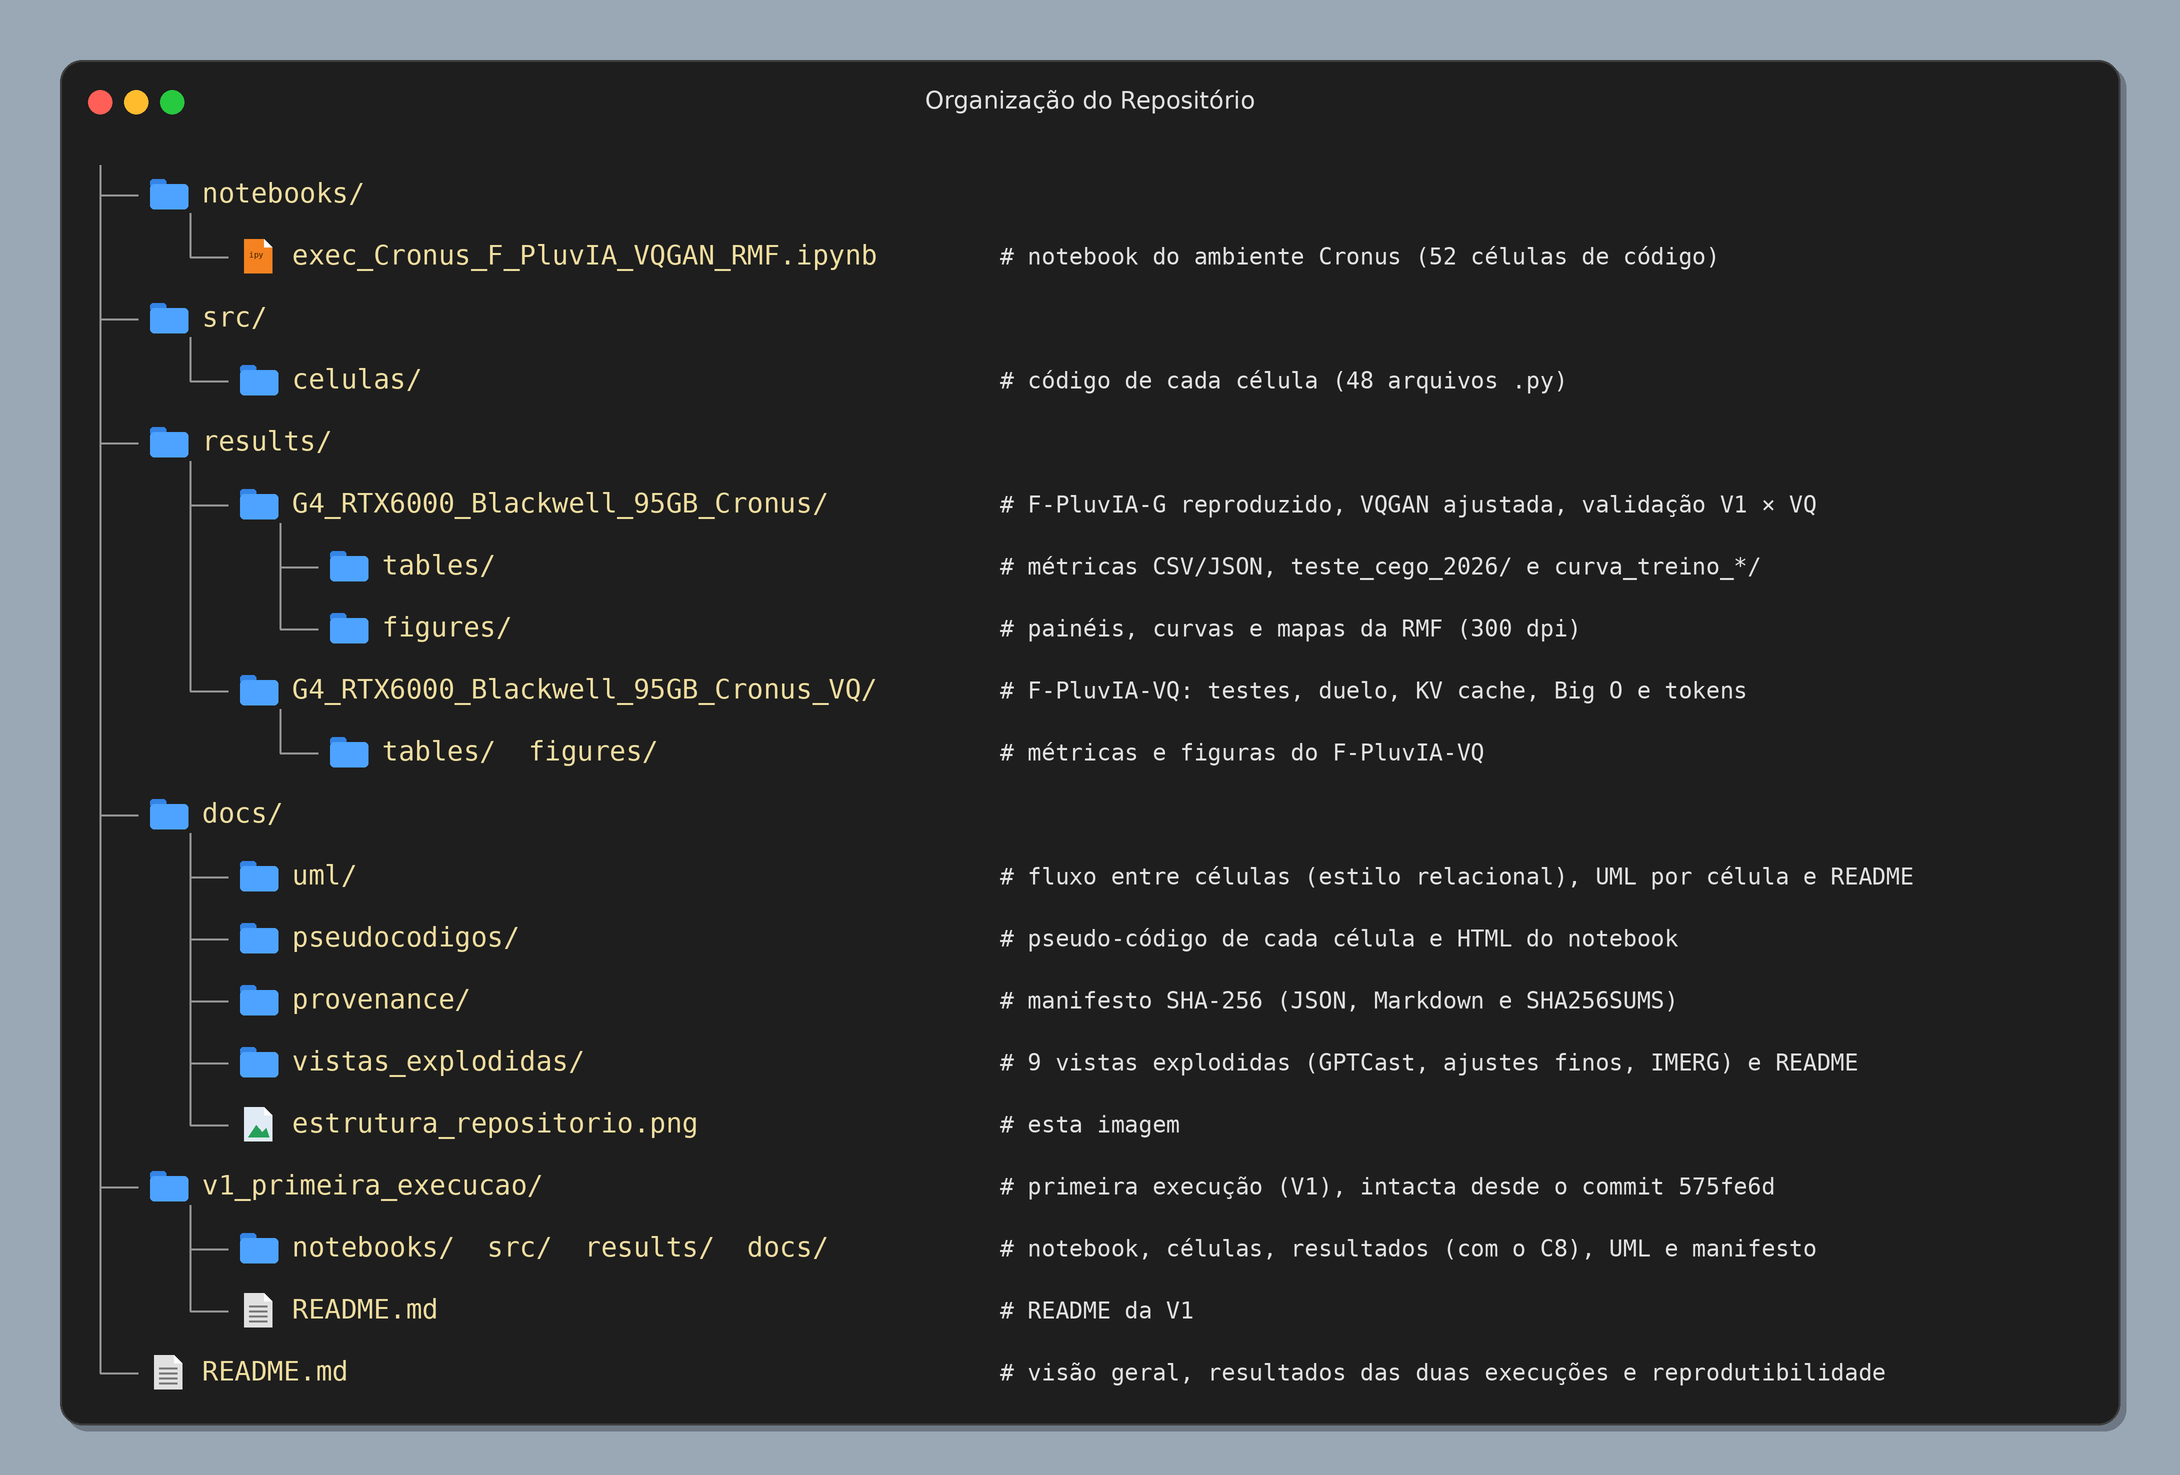 Organização do Repositório
notebooks/
ipy
exec_Cronus_F_PluvIA_VQGAN_RMF.ipynb # notebook do ambiente Cronus (52 células de código)
src/
celulas/ # código de cada célula (48 arquivos .py)
results/
G4_RTX6000_Blackwell_95GB_Cronus/ # F-PluvIA-G reproduzido, VQGAN ajustada, validação V1 × VQ
tables/ # métricas CSV/JSON, teste_cego_2026/ e curva_treino_*/
figures/ # painéis, curvas e mapas da RMF (300 dpi)
G4_RTX6000_Blackwell_95GB_Cronus_VQ/ # F-PluvIA-VQ: testes, duelo, KV cache, Big O e tokens
tables/ figures/ # métricas e figuras do F-PluvIA-VQ
docs/
uml/ # fluxo entre células (estilo relacional), UML por célula e README
pseudocodigos/ # pseudo-código de cada célula e HTML do notebook
provenance/ # manifesto SHA-256 (JSON, Markdown e SHA256SUMS)
vistas_explodidas/ # 9 vistas explodidas (GPTCast, ajustes finos, IMERG) e README
estrutura_repositorio.png # esta imagem
v1_primeira_execucao/ # primeira execução (V1), intacta desde o commit 575fe6d
notebooks/ src/ results/ docs/ # notebook, células, resultados (com o C8), UML e manifesto
README.md # README da V1
README.md # visão geral, resultados das duas execuções e reprodutibilidade